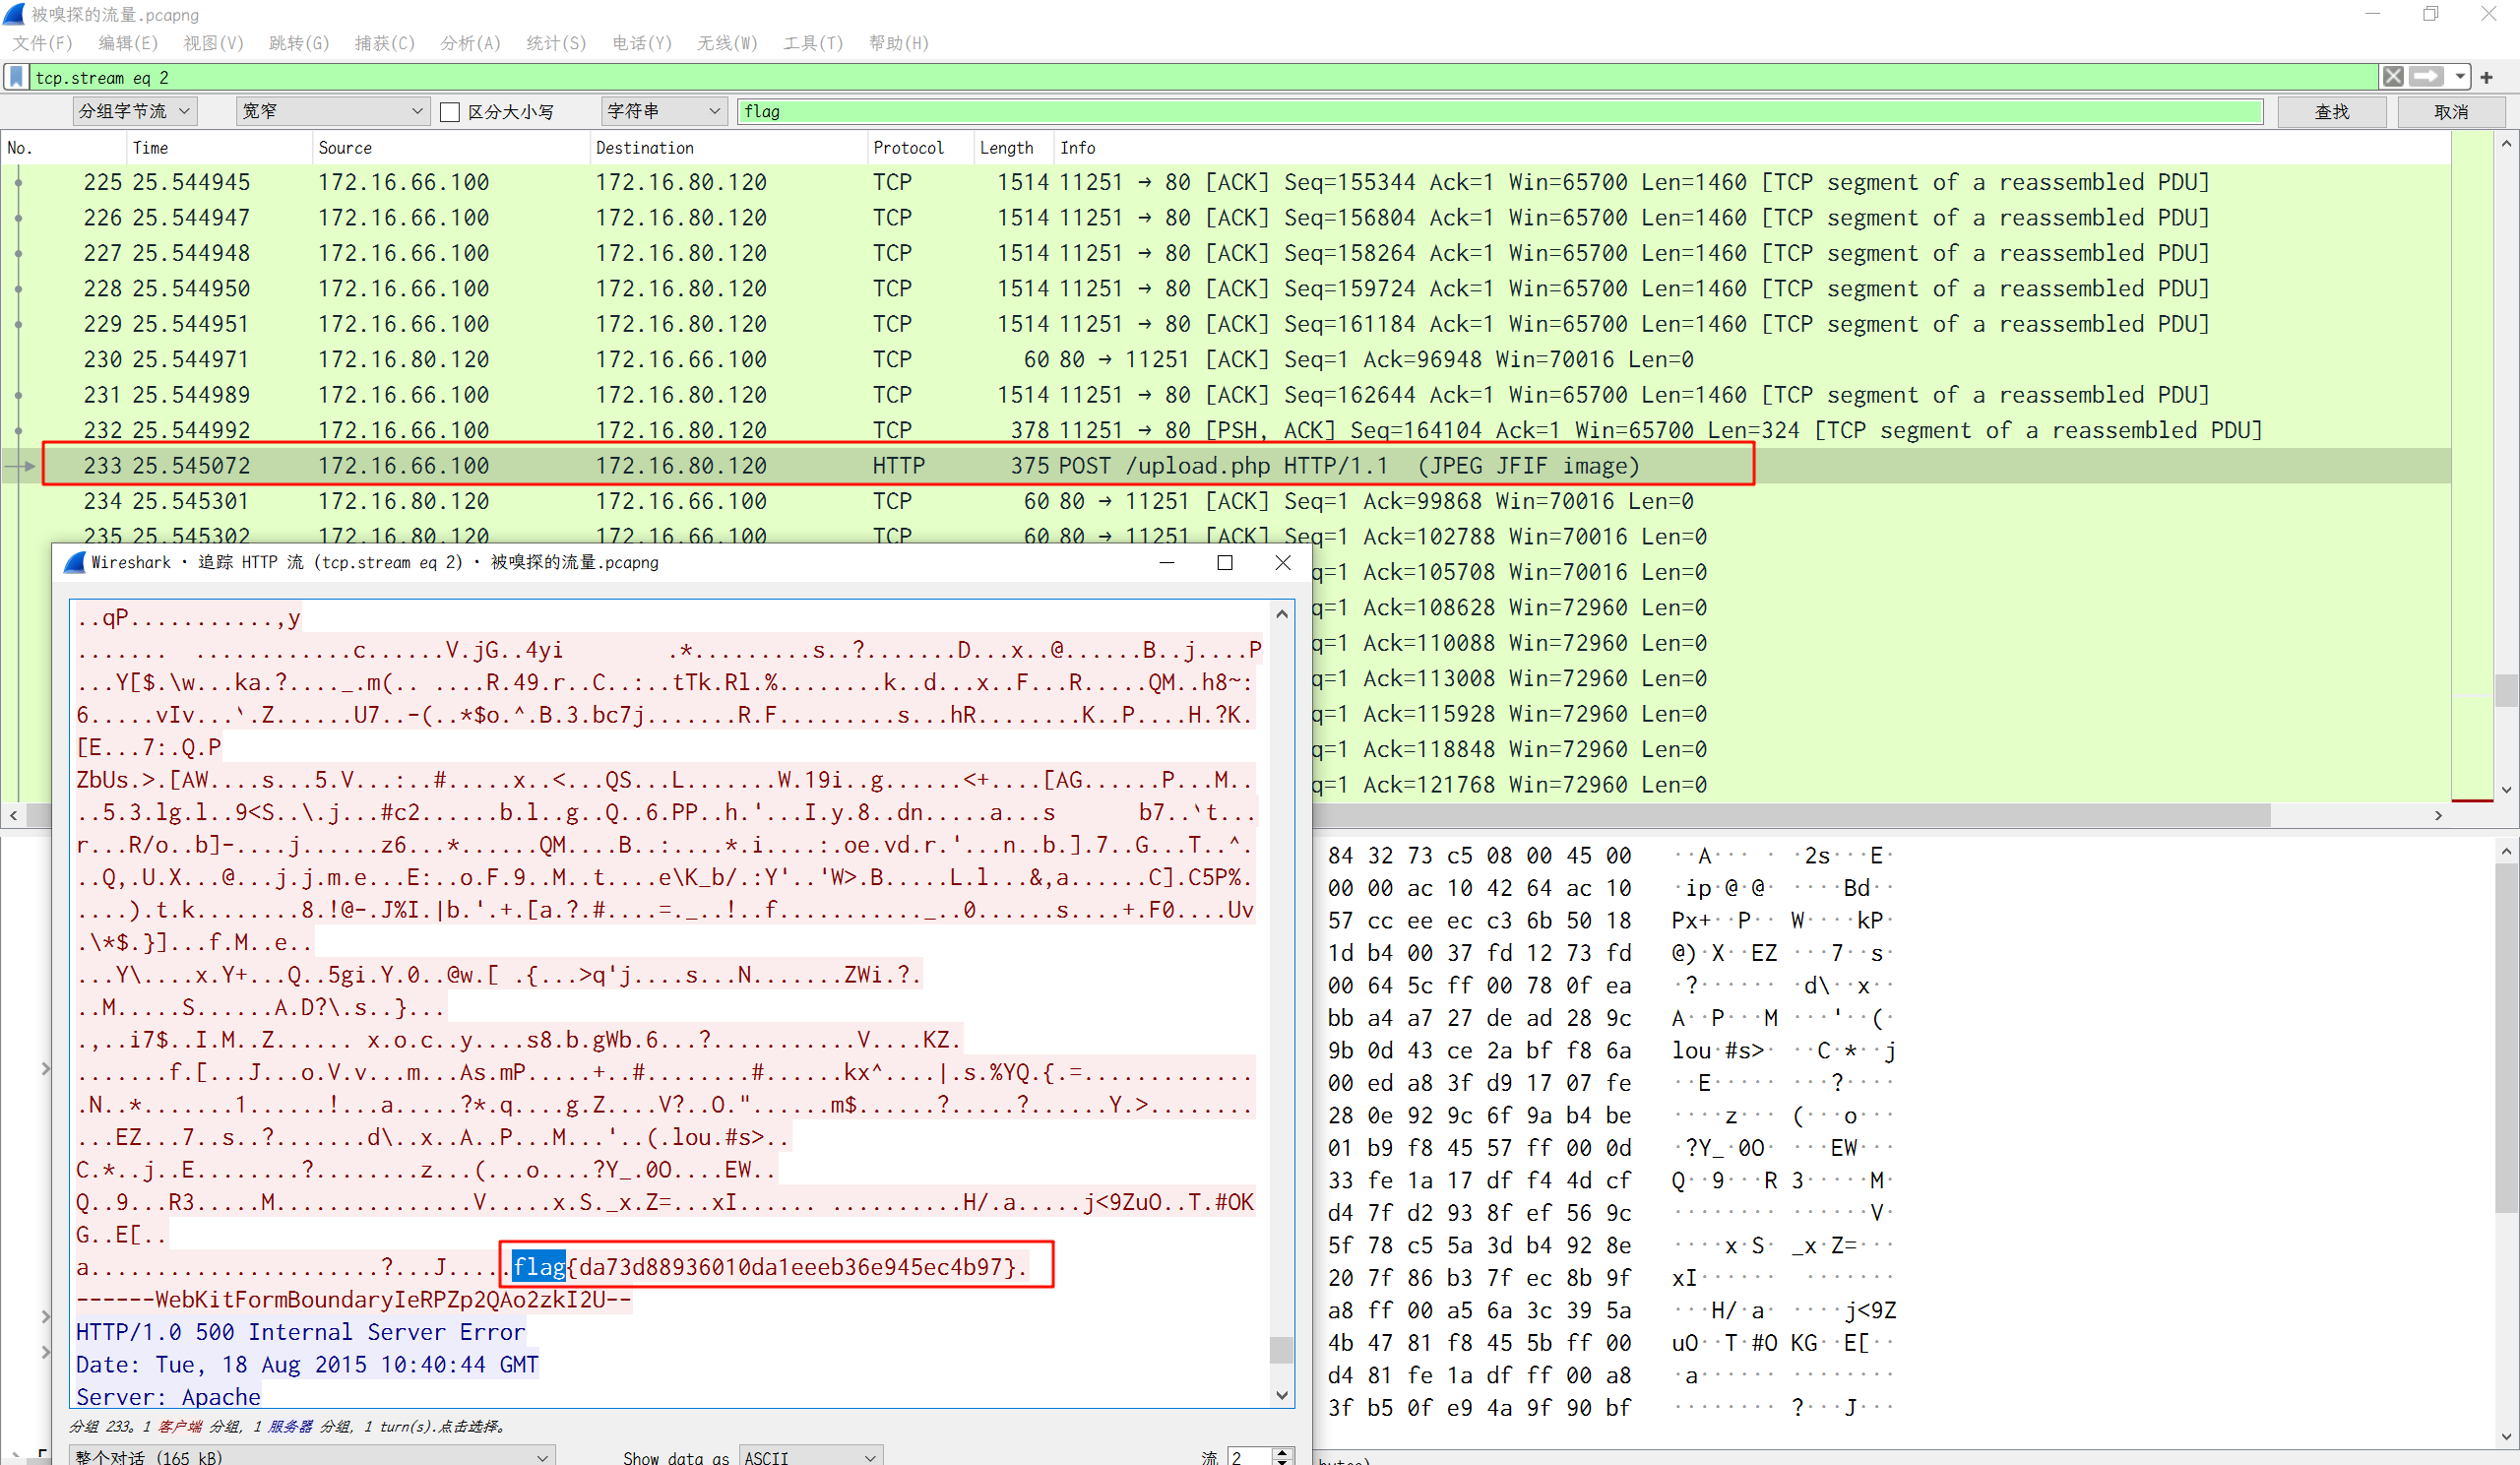 被嗅探的流量.pcapng
文件(F) 编辑(E) 视图(V) 跳转(G) 捕获(C) 分析(A) 统计(S) 电话(Y) 无线(W) 工具(T) 帮助(H)
tcp.stream eq 2
分组字节流 宽窄 区分大小写 字符串 flag 查找 取消
No. Time Source Destination Protocol Length Info
225 25.544945 172.16.66.100 172.16.80.120 TCP 1514 11251 → 80 [ACK] Seq=155344 Ack=1 Win=65700 Len=1460 [TCP segment of a reassembled PDU]
226 25.544947 172.16.66.100 172.16.80.120 TCP 1514 11251 → 80 [ACK] Seq=156804 Ack=1 Win=65700 Len=1460 [TCP segment of a reassembled PDU]
227 25.544948 172.16.66.100 172.16.80.120 TCP 1514 11251 → 80 [ACK] Seq=158264 Ack=1 Win=65700 Len=1460 [TCP segment of a reassembled PDU]
228 25.544950 172.16.66.100 172.16.80.120 TCP 1514 11251 → 80 [ACK] Seq=159724 Ack=1 Win=65700 Len=1460 [TCP segment of a reassembled PDU]
229 25.544951 172.16.66.100 172.16.80.120 TCP 1514 11251 → 80 [ACK] Seq=161184 Ack=1 Win=65700 Len=1460 [TCP segment of a reassembled PDU]
230 25.544971 172.16.80.120 172.16.66.100 TCP 60 80 → 11251 [ACK] Seq=1 Ack=96948 Win=70016 Len=0
231 25.544989 172.16.66.100 172.16.80.120 TCP 1514 11251 → 80 [ACK] Seq=162644 Ack=1 Win=65700 Len=1460 [TCP segment of a reassembled PDU]
232 25.544992 172.16.66.100 172.16.80.120 TCP 378 11251 → 80 [PSH, ACK] Seq=164104 Ack=1 Win=65700 Len=324 [TCP segment of a reassembled PDU]
233 25.545072 172.16.66.100 172.16.80.120 HTTP 375 POST /upload.php HTTP/1.1 (JPEG JFIF image)
234 25.545301 172.16.80.120 172.16.66.100 TCP 60 80 → 11251 [ACK] Seq=1 Ack=99868 Win=70016 Len=0
235 25.545302 172.16.80.120 172.16.66.100 TCP 60 80 → 11251 [ACK] Seq=1 Ack=102788 Win=70016 Len=0
q=1 Ack=105708 Win=70016 Len=0
q=1 Ack=108628 Win=72960 Len=0
q=1 Ack=110088 Win=72960 Len=0
q=1 Ack=113008 Win=72960 Len=0
q=1 Ack=115928 Win=72960 Len=0
q=1 Ack=118848 Win=72960 Len=0
q=1 Ack=121768 Win=72960 Len=0
Wireshark · 追踪 HTTP 流 (tcp.stream eq 2) · 被嗅探的流量.pcapng
..qP...........,y
....... ............c......V.jG..4yi .*.........s..?.......D...x..@......B..j....P
...Y[$.\w...ka.?...._.m(.. ....R.49.r..C..:..tTk.Rl.%........k..d...x..F...R.....QM..h8~:
6.....vIv...`.Z......U7..-(..*$o.^.B.3.bc7j.......R.F.........s...hR........K..P....H.?K.
[E...7:.Q.P
ZbUs.>.[AW....s...5.V...:..#.....x..<...QS...L.......W.19i..g......<+....[AG......P...M..
..5.3.lg.l..9<S..\.j...#c2......b.l..g..Q..6.PP..h.'...I.y.8..dn.....a...s b7..`t...
r...R/o..b]-....j......z6...*......QM....B..:....*.i....:.oe.vd.r.'...n..b.].7..G...T..^.
..Q,.U.X...@...j.j.m.e...E:..o.F.9..M..t....e\K_b/.:Y'..'W>.B.....L.l...&,a......C].C5P%.
....).t.k........8.!@-.J%I.|b.'.+.[a.?.#....=._..!..f..........._..0......s....+.F0....Uv
.\*$.}]...f.M..e..
...Y\....x.Y+...Q..5gi.Y.0..@w.[ .{...>q'j....s...N.......ZWi.?.
..M.....S......A.D?\.s..}...
.,..i7$..I.M..Z...... x.o.c..y....s8.b.gWb.6...?...........V....KZ.
.......f.[...J...o.V.v...m...As.mP.....+..#........#......kx^....|.s.%YQ.{.=.............
.N..*.......1......!...a.....?*.q....g.Z....V?..O."......m$......?.....?......Y.>........
...EZ...7..s..?.......d\..x..A..P...M...'..(.lou.#s>..
C.*..j..E........?........z...(...o....?Y_.0O....EW..
Q..9...R3.....M...............V.....x.S._x.Z=...xI...... ..........H/.a.....j<9ZuO..T.#OK
G..E[..
a......................?...J......flag{da73d88936010da1eeeb36e945ec4b97}.
------WebKitFormBoundaryIeRPZp2QAo2zkI2U--
HTTP/1.0 500 Internal Server Error
Date: Tue, 18 Aug 2015 10:40:44 GMT
Server: Apache
分组 233。1 客户端 分组, 1 服务器 分组, 1 turn(s).点击选择。
整个对话 (165 kB) Show data as ASCII 流 2
84 32 73 c5 08 00 45 00 ··A··· · ·2s···E·
00 00 ac 10 42 64 ac 10 ·ip·@·@· ····Bd··
57 cc ee ec c3 6b 50 18 Px+··P·· W····kP·
1d b4 00 37 fd 12 73 fd @)·X··EZ ···7··s·
00 64 5c ff 00 78 0f ea ·?······ ·d\··x··
bb a4 a7 27 de ad 28 9c A··P···M ···'··(·
9b 0d 43 ce 2a bf f8 6a lou·#s>· ··C·*··j
00 ed a8 3f d9 17 07 fe ··E····· ···?····
28 0e 92 9c 6f 9a b4 be ····z··· (···o···
01 b9 f8 45 57 ff 00 0d ·?Y_·0O· ···EW···
33 fe 1a 17 df f4 4d cf Q··9···R 3·····M·
d4 7f d2 93 8f ef 56 9c ········ ······V·
5f 78 c5 5a 3d b4 92 8e ····x·S· _x·Z=···
20 7f 86 b3 7f ec 8b 9f xI······ ·······
a8 ff 00 a5 6a 3c 39 5a ···H/·a· ····j<9Z
4b 47 81 f8 45 5b ff 00 uO··T·#O KG··E[··
d4 81 fe 1a df ff 00 a8 ·a······ ········
3f b5 0f e9 4a 9f 90 bf ········ ?···J···